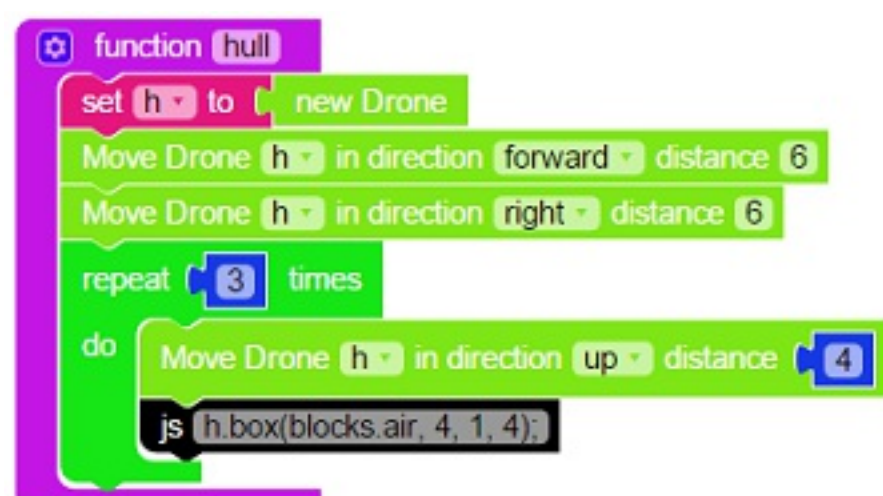 function hull
set h to new Drone
Move Drone h in direction forward distance 6
Move Drone h in direction right distance 6
repeat 3 times
do
Move Drone h in direction up distance 4
js h.box(blocks.air, 4, 1, 4);